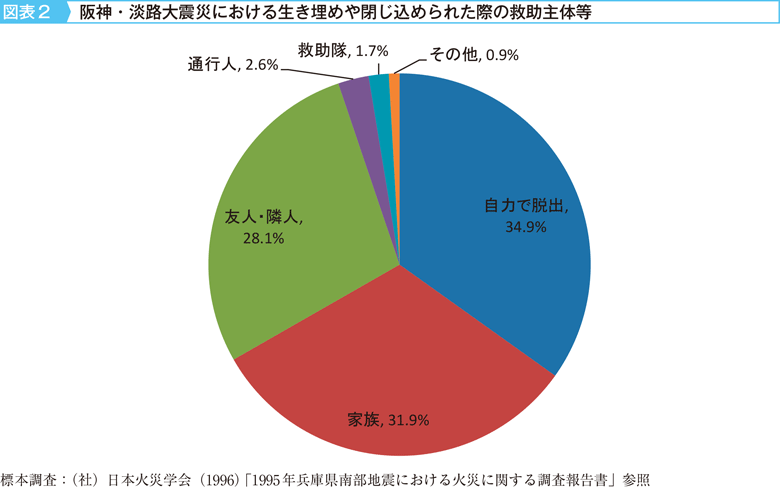 図表2 阪神・淡路大震災における生き埋めや閉じ込められた際の救助主体等
救助隊, 1.7%
その他, 0.9%
通行人, 2.6%
自力で脱出,
34.9%
友人・隣人,
28.1%
家族, 31.9%
標本調査:(社)日本火災学会(1996)「1995年兵庫県南部地震における火災に関する調査報告書」参照